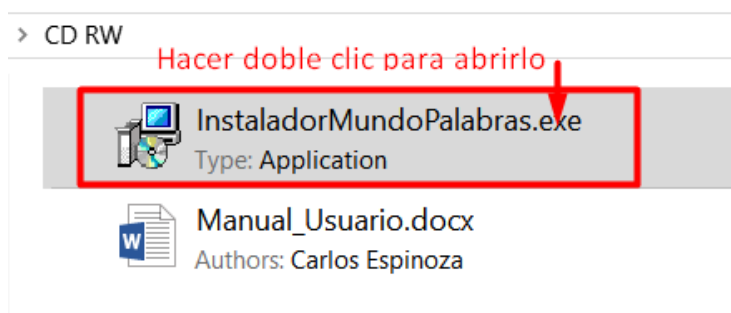 > CD RW
Hacer doble clic para abrirlo
InstaladorMundoPalabras.exe
Type: Application
W
Manual_Usuario.docx
Authors: Carlos Espinoza